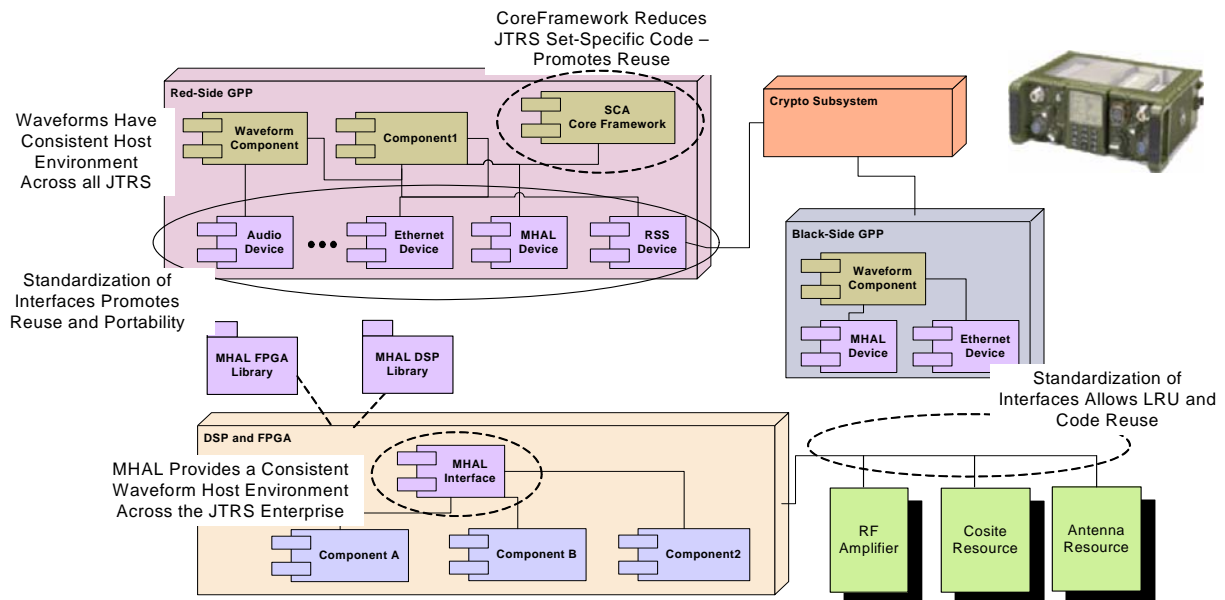 CoreFramework Reduces
JTRS Set-Specific Code –
Promotes Reuse
Red-Side GPP
Waveform
Component
Component1
SCA
Core Framework
Crypto Subsystem
Waveforms Have
Consistent Host
Environment
Across all JTRS
Audio
Device
Ethernet
Device
MHAL
Device
RSS
Device
Black-Side GPP
Waveform
Component
MHAL
Device
Ethernet
Device
Standardization of
Interfaces Promotes
Reuse and Portability
MHAL FPGA
Library
MHAL DSP
Library
Standardization of
Interfaces Allows LRU and
Code Reuse
DSP and FPGA
MHAL
Interface
MHAL Provides a Consistent
Waveform Host Environment
Across the JTRS Enterprise
Component A
Component B
Component2
RF
Amplifier
Cosite
Resource
Antenna
Resource